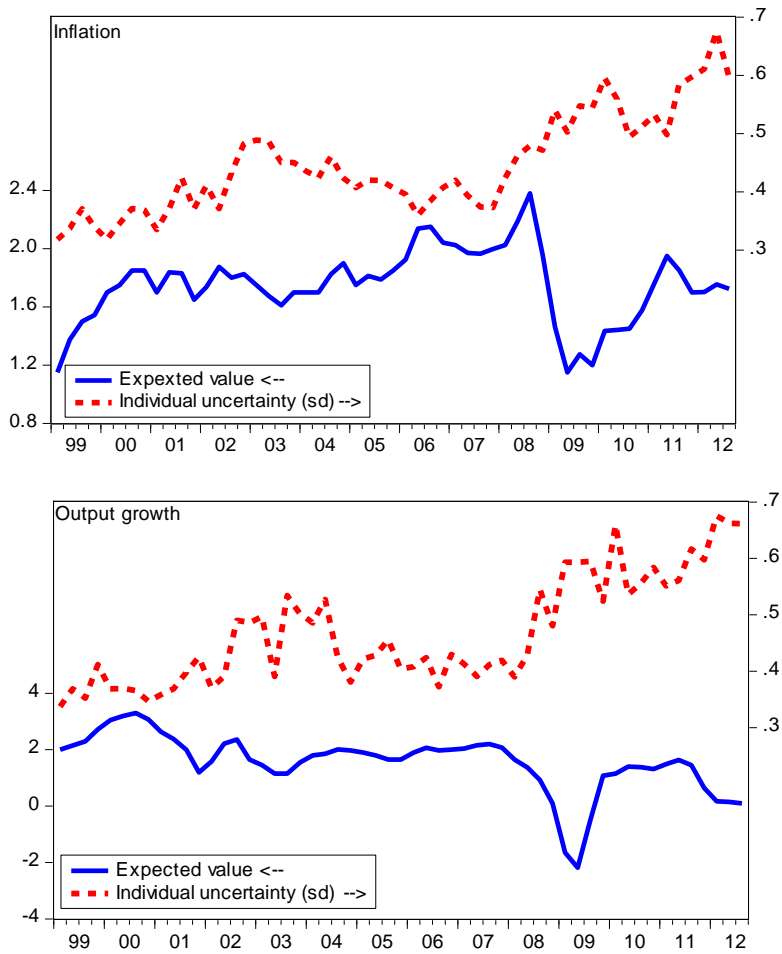 Inflation
.7
.6
.5
.4
.3
2.4
2.0
1.6
1.2
0.8
Expexted value <--
Individual uncertainty (sd) -->
99 00 01 02 03 04 05 06 07 08 09 10 11 12
Output growth
.7
.6
.5
.4
.3
4
2
0
-2
-4
Expected value <--
Individual uncertainty (sd) -->
99 00 01 02 03 04 05 06 07 08 09 10 11 12